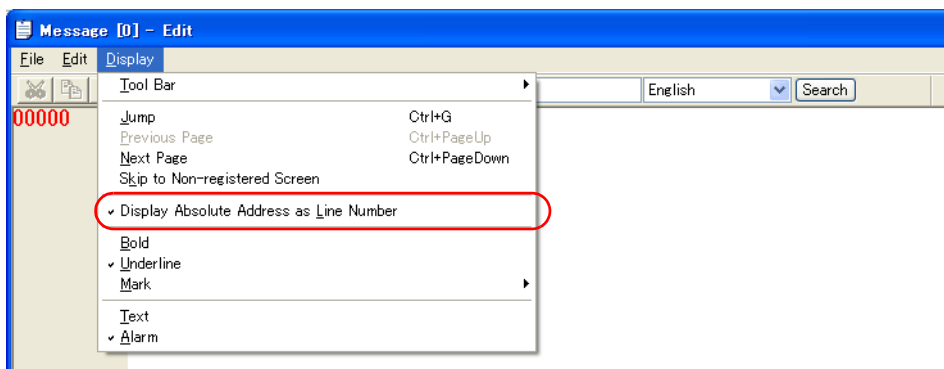 Message [0] - Edit
File Edit Display
Tool Bar
English Search
00000
Jump Ctrl+G
Previous Page Ctrl+PageUp
Next Page Ctrl+PageDown
Skip to Non-registered Screen
Display Absolute Address as Line Number
Bold
Underline
Mark
Text
Alarm